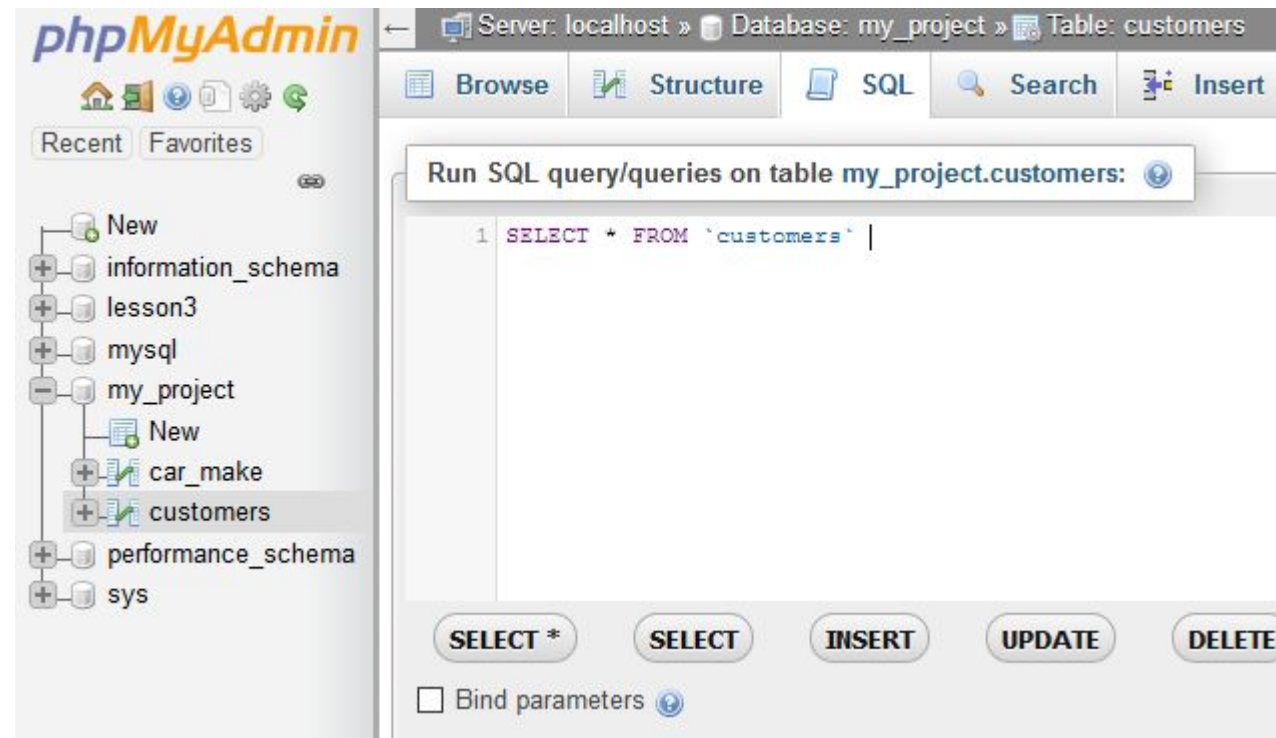 phpMyAdmin
Recent Favorites
New
information_schema
lesson3
mysql
my_project
New
car_make
customers
performance_schema
sys
Server: localhost » Database: my_project » Table: customers
Browse Structure SQL Search Insert
Run SQL query/queries on table my_project.customers:
1 SELECT * FROM `customers`
SELECT * SELECT INSERT UPDATE DELETE
Bind parameters